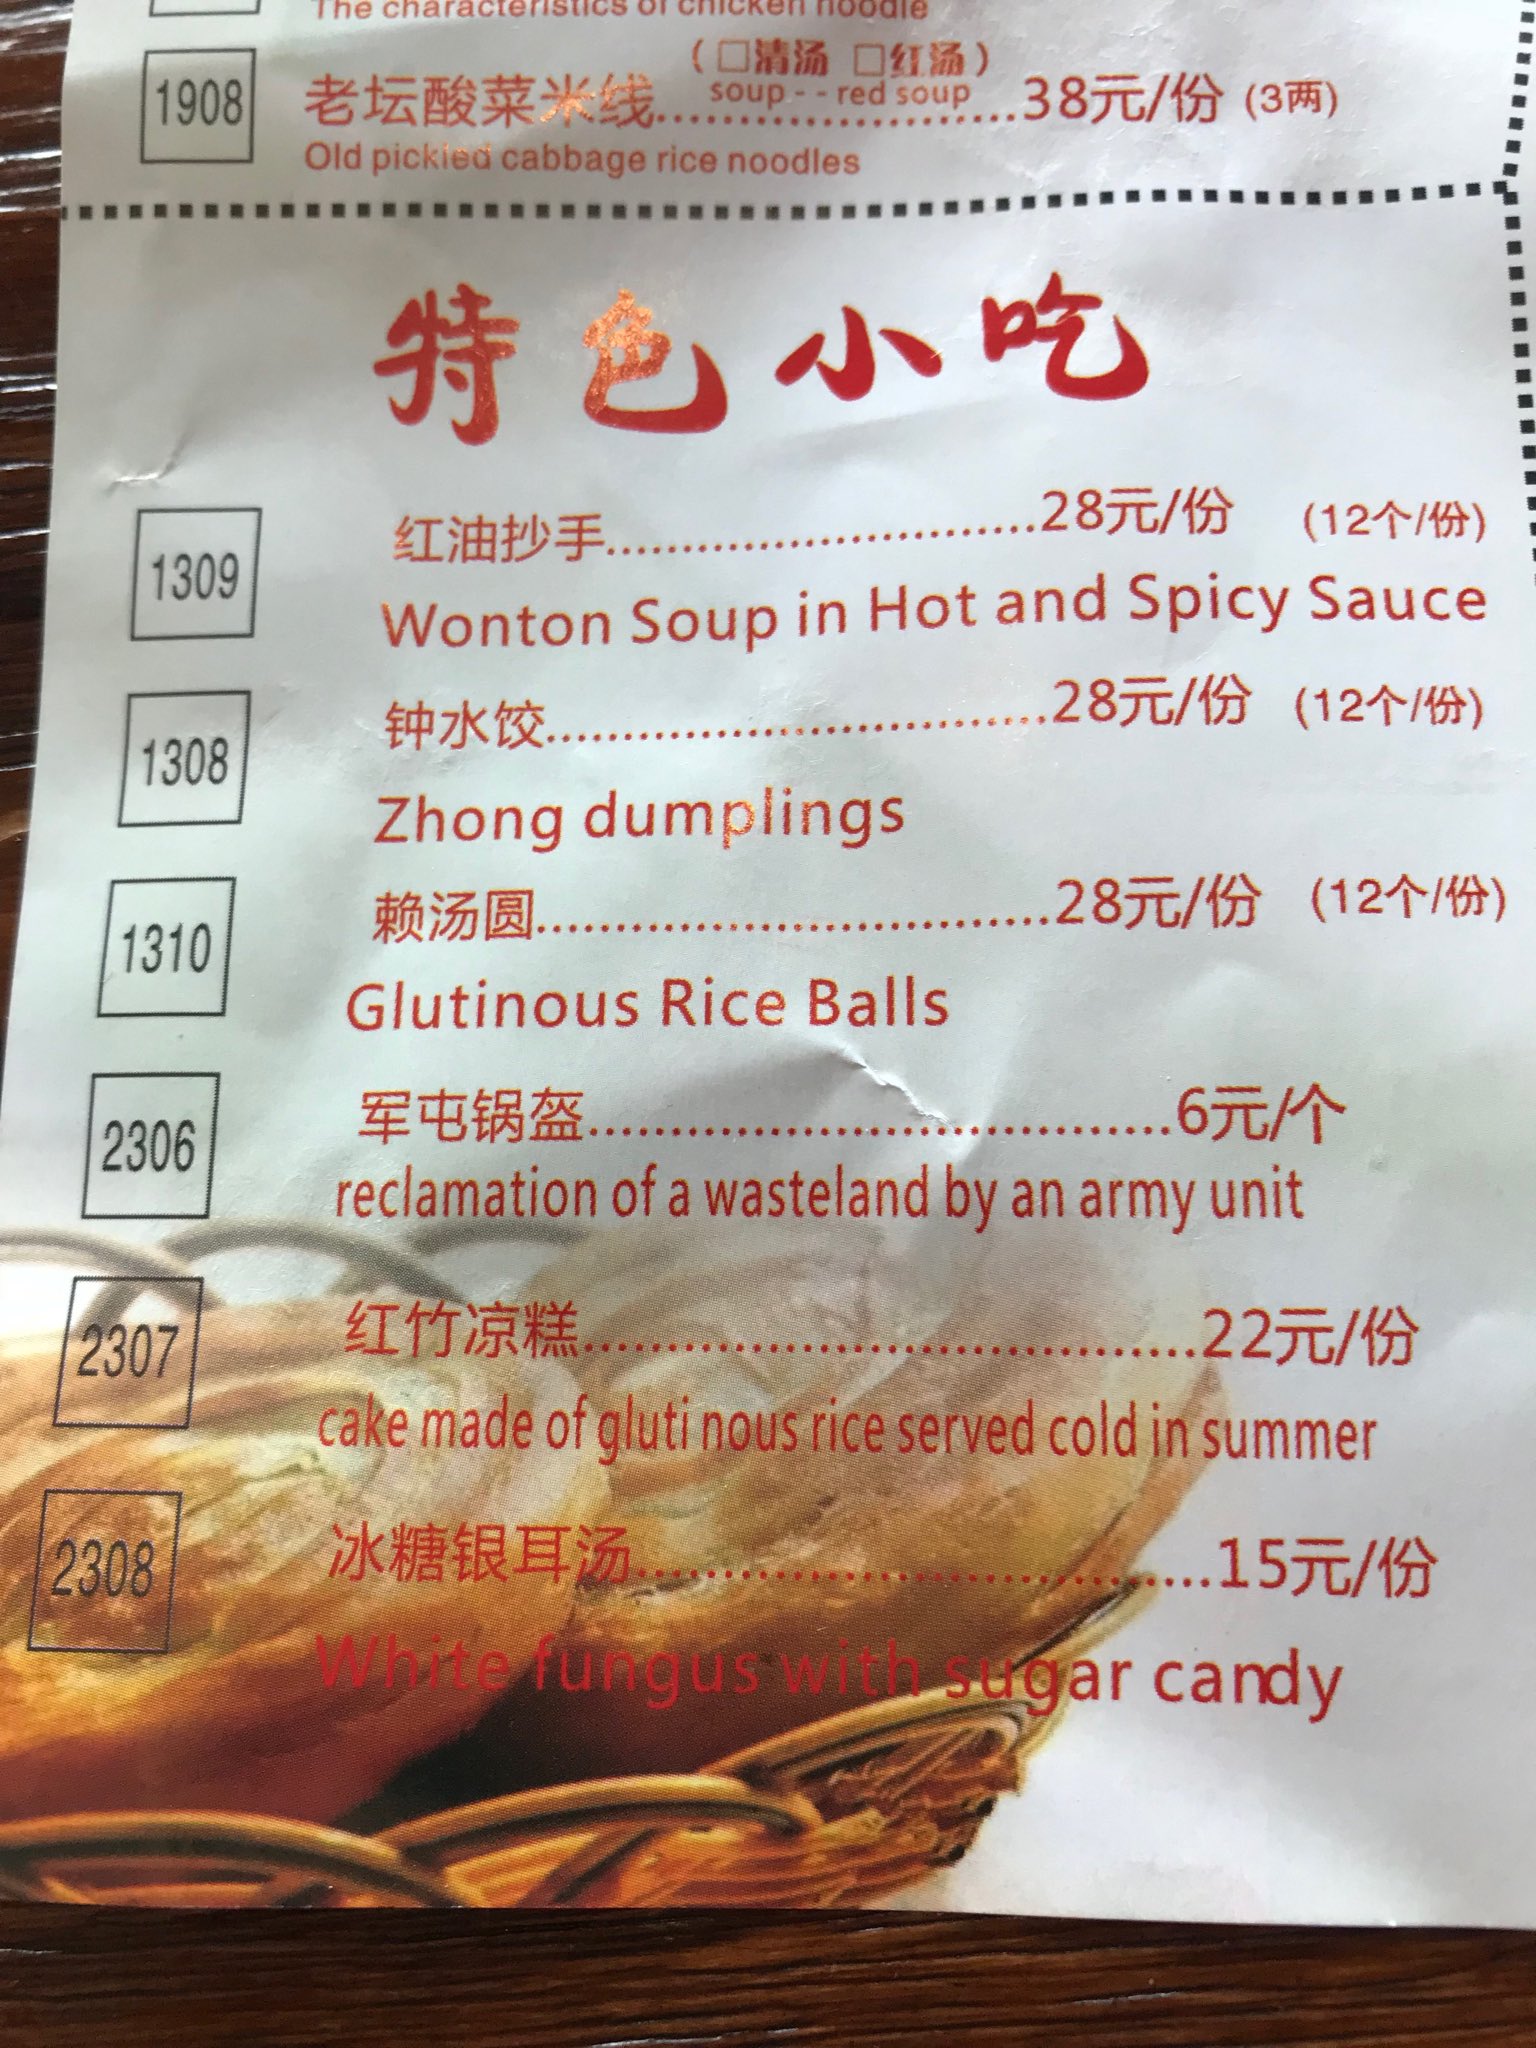 The characteristics of chicken noodle
(□清汤 □红汤)
1908 老坛酸菜米线....................38元/份 (3两)
soup - - red soup
Old pickled cabbage rice noodles
特色小吃
1309 红油抄手..............................28元/份 (12个/份)
Wonton Soup in Hot and Spicy Sauce
1308 钟水饺..................................28元/份 (12个/份)
Zhong dumplings
1310 赖汤圆..................................28元/份 (12个/份)
Glutinous Rice Balls
2306 军屯锅盔....................................6元/个
reclamation of a wasteland by an army unit
2307 红竹凉糕....................................22元/份
cake made of gluti nous rice served cold in summer
2308 冰糖银耳汤..................................15元/份
White fungus with sugar candy